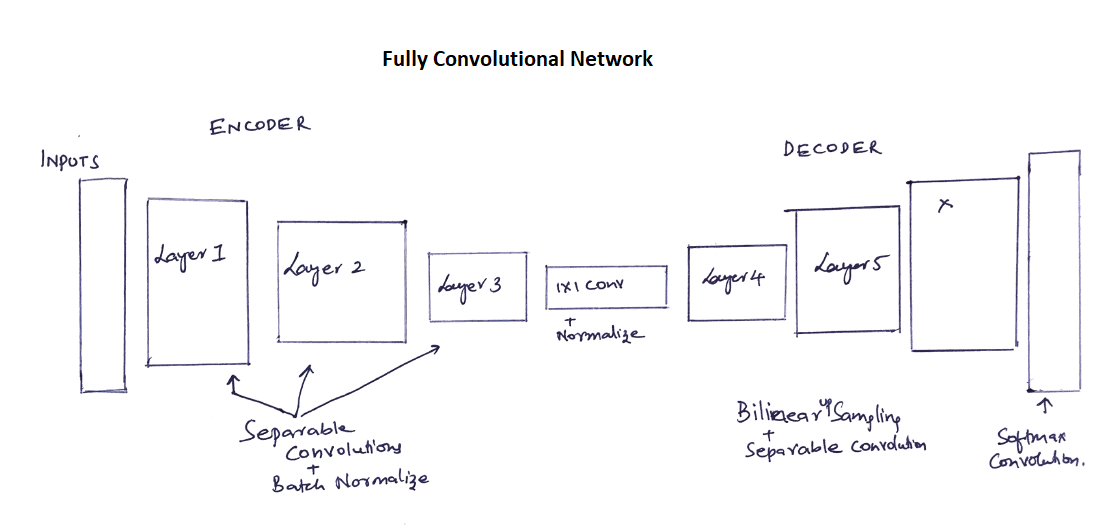 Fully Convolutional Network
ENCODER
DECODER
INPUTS
Layer 1
Layer 2
Layer 3
1X1 CONV
+
Normalize
Layer 4
Layer 5
x
Separable
Convolutions
+
Batch Normalize
Bilinear up Sampling
+
Separable Convolution
Softmax
Convolution.